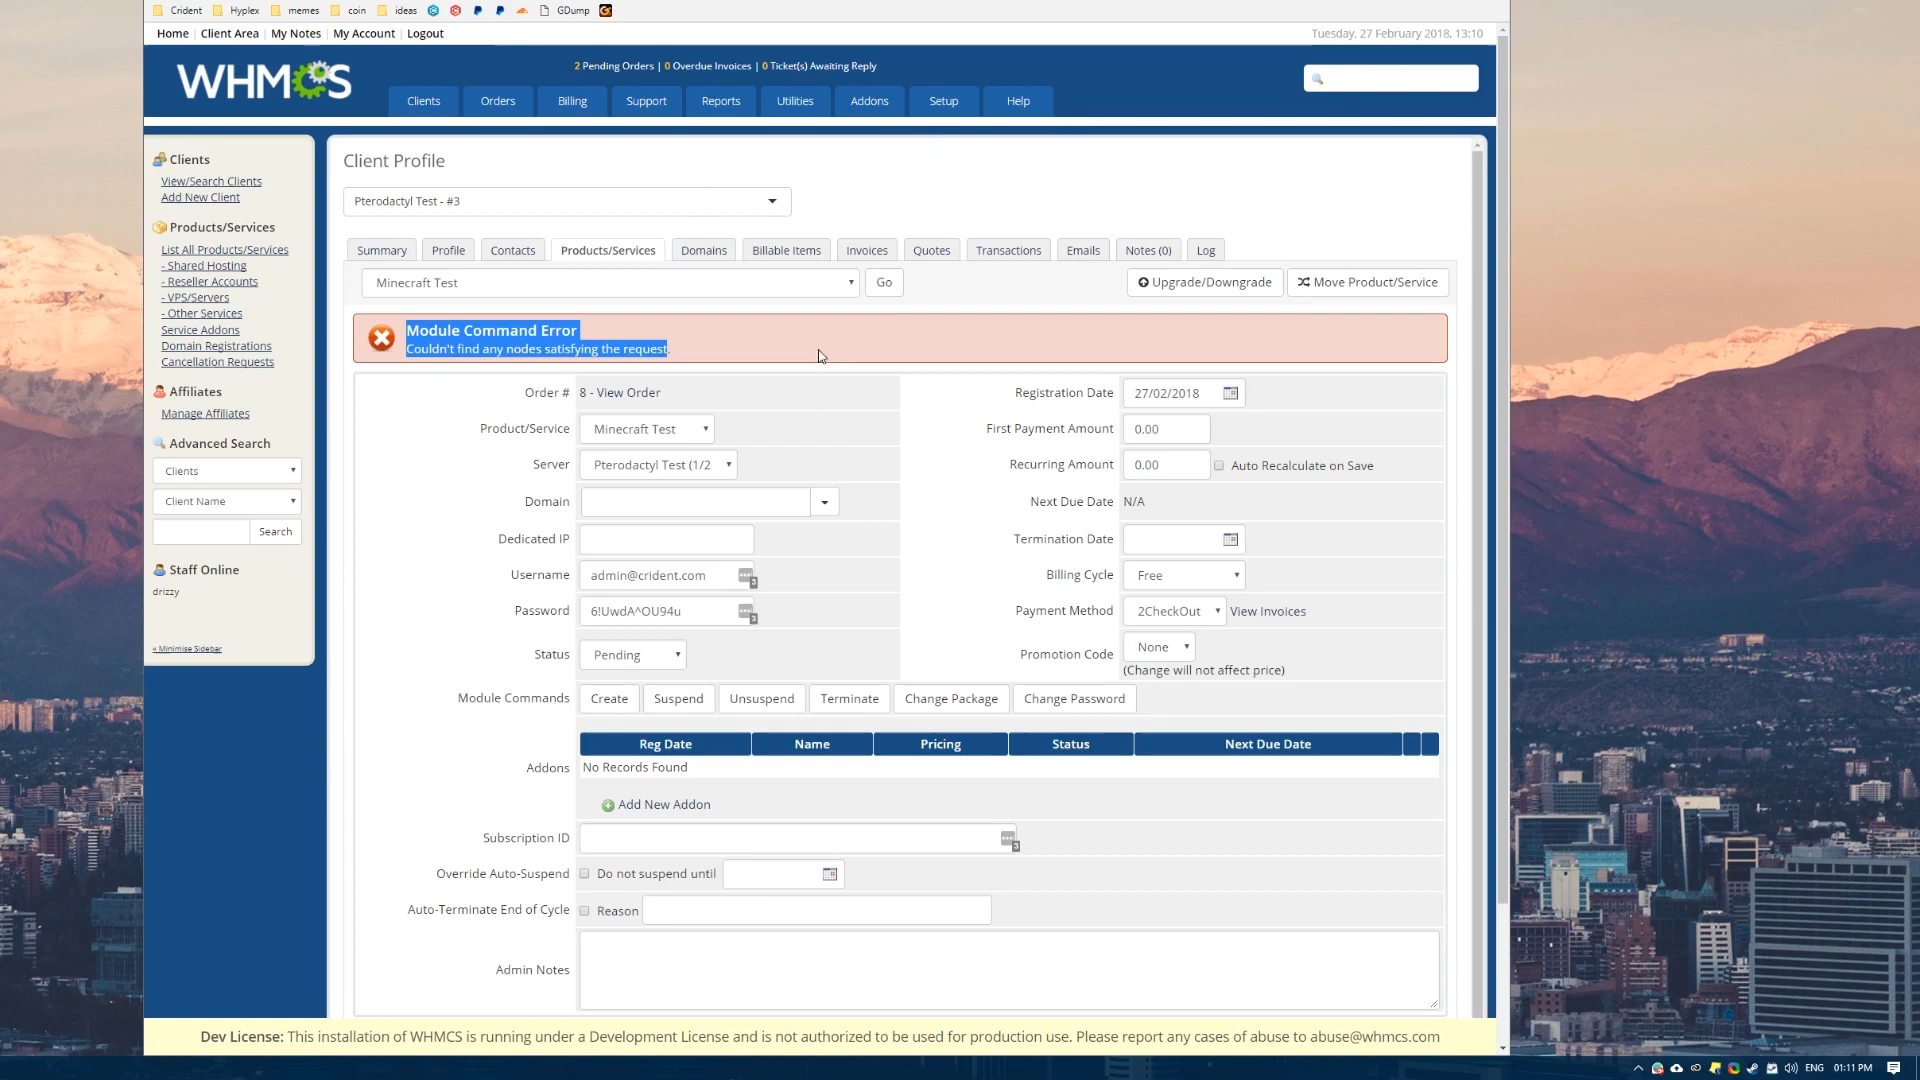 Crident Hyplex memes coin ideas GDump
Home Client Area My Notes My Account Logout
Tuesday, 27 February 2018, 13:10
WHMCS
2 Pending Orders | 0 Overdue Invoices | 0 Ticket(s) Awaiting Reply
Clients Orders Billing Support Reports Utilities Addons Setup Help
Clients
View/Search Clients
Add New Client
Products/Services
List All Products/Services
- Shared Hosting
- Reseller Accounts
- VPS/Servers
- Other Services
Service Addons
Domain Registrations
Cancellation Requests
Affiliates
Manage Affiliates
Advanced Search
Clients
Client Name
Search
Staff Online
drizzy
« Minimise Sidebar
Client Profile
Pterodactyl Test - #3
Summary Profile Contacts Products/Services Domains Billable Items Invoices Quotes Transactions Emails Notes (0) Log
Minecraft Test Go Upgrade/Downgrade Move Product/Service
Module Command Error
Couldn't find any nodes satisfying the request.
Order # 8 - View Order Registration Date 27/02/2018
Product/Service Minecraft Test First Payment Amount 0.00
Server Pterodactyl Test (1/2 Recurring Amount 0.00 Auto Recalculate on Save
Domain Next Due Date N/A
Dedicated IP Termination Date
Username admin@crident.com 3 Billing Cycle Free
Password 6!UwdA^OU94u 3 Payment Method 2CheckOut View Invoices
Status Pending Promotion Code None
(Change will not affect price)
Module Commands Create Suspend Unsuspend Terminate Change Package Change Password
Reg Date Name Pricing Status Next Due Date
Addons No Records Found
Add New Addon
Subscription ID 3
Override Auto-Suspend Do not suspend until
Auto-Terminate End of Cycle Reason
Admin Notes
Dev License: This installation of WHMCS is running under a Development License and is not authorized to be used for production use. Please report any cases of abuse to abuse@whmcs.com
ENG 01:11 PM